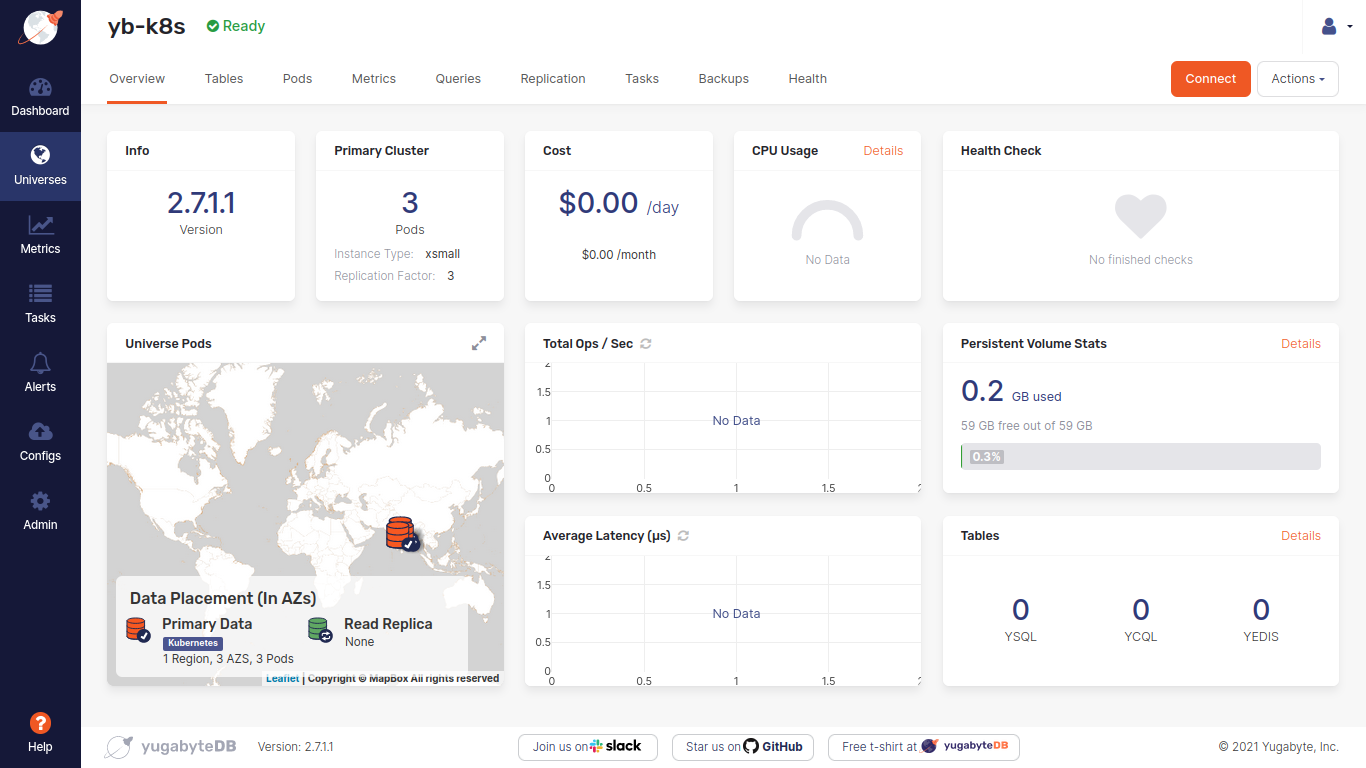 yb-k8s
Ready
Overview
Tables
Pods
Metrics
Queries
Replication
Tasks
Backups
Health
Connect
Actions
Dashboard
Universes
Metrics
Tasks
Alerts
Configs
Admin
Help
Info
2.7.1.1
Version
Primary Cluster
3
Pods
Instance Type: xsmall
Replication Factor: 3
Cost
$0.00 /day
$0.00 /month
CPU Usage
Details
No Data
Health Check
No finished checks
Universe Pods
Data Placement (In AZs)
Primary Data
Kubernetes
1 Region, 3 AZS, 3 Pods
Read Replica
None
Leaflet | Copyright © MapBox All rights reserved
Total Ops / Sec
2
1.5
1
0.5
0
No Data
0 0.5 1 1.5 2
Average Latency (µs)
2
1.5
1
0.5
0
No Data
0 0.5 1 1.5 2
Persistent Volume Stats
Details
0.2 GB used
59 GB free out of 59 GB
0.3%
Tables
Details
0
YSQL
0
YCQL
0
YEDIS
yugabyteDB
Version: 2.7.1.1
Join us on slack
Star us on GitHub
Free t-shirt at yugabyteDB
© 2021 Yugabyte, Inc.